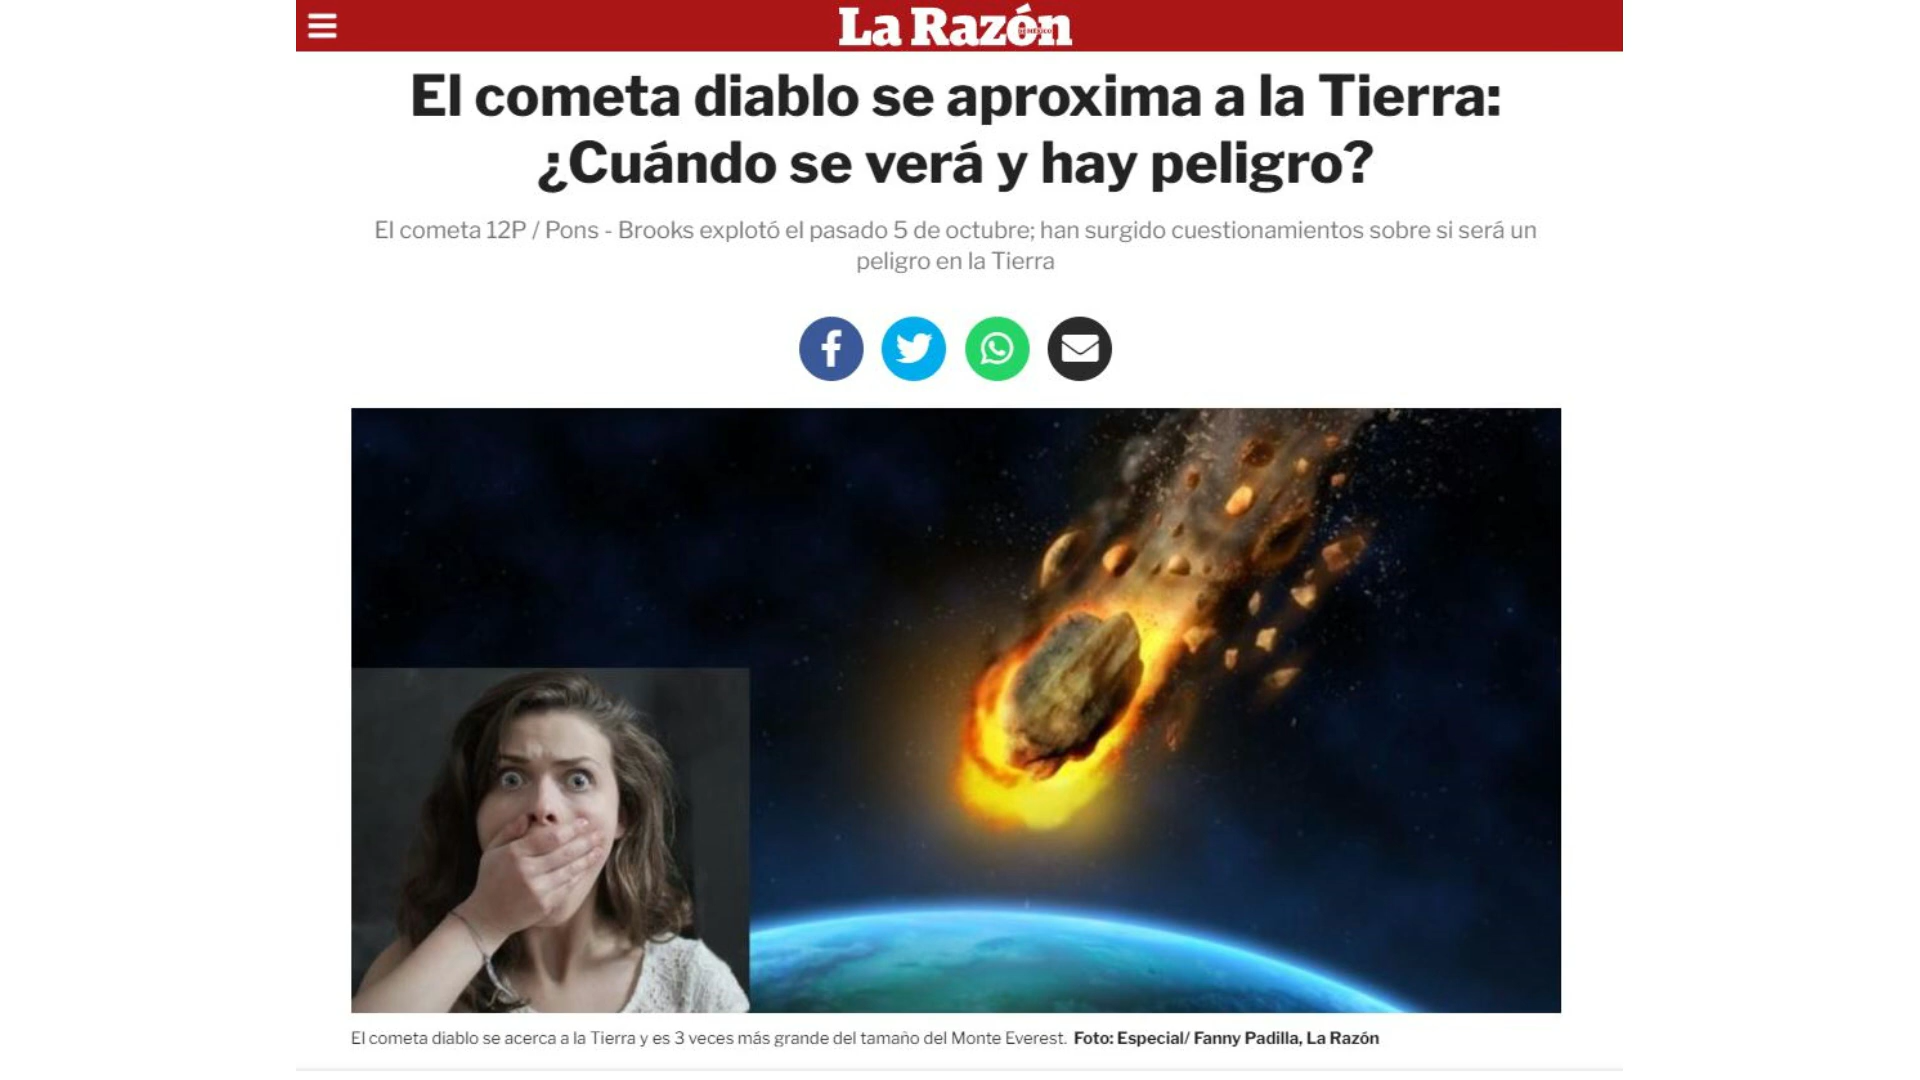 La Razón
El cometa diablo se aproxima a la Tierra:
¿Cuándo se verá y hay peligro?
El cometa 12P / Pons - Brooks explotó el pasado 5 de octubre; han surgido cuestionamientos sobre si será un
peligro en la Tierra
El cometa diablo se acerca a la Tierra y es 3 veces más grande del tamaño del Monte Everest. Foto: Especial/ Fanny Padilla, La Razón